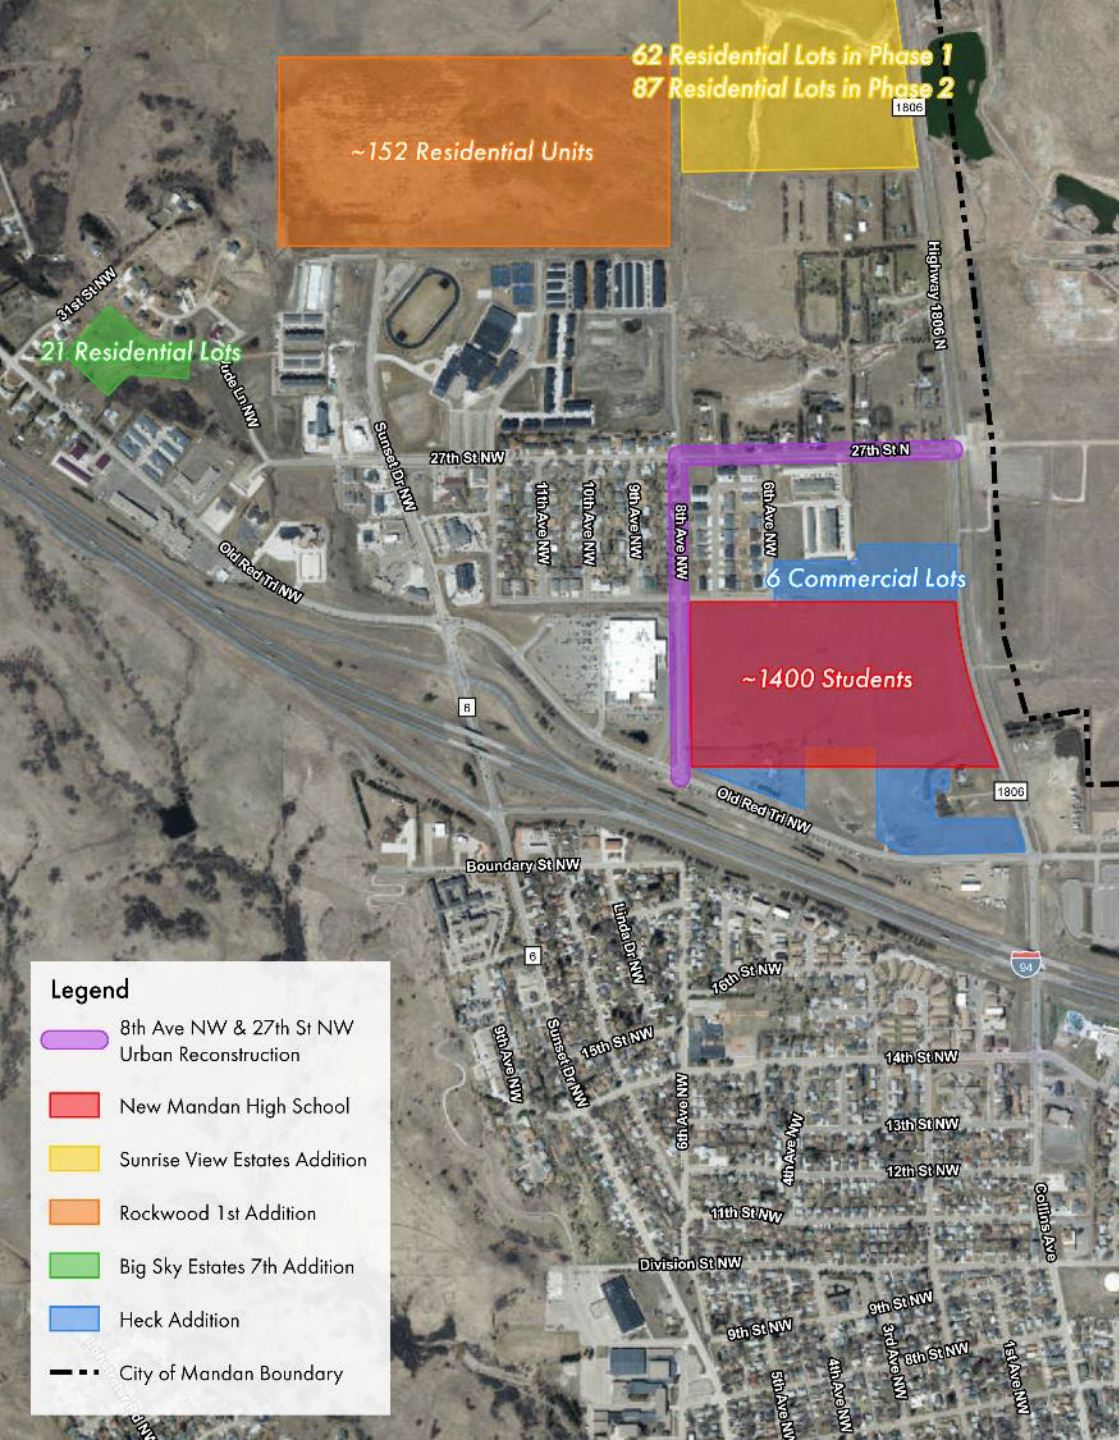 62 Residential Lots in Phase 1
87 Residential Lots in Phase 2
1806
~152 Residential Units
Highway 1806 N
31st St NW
21 Residential Lots
ude Ln NW
Sunset Dr NW
27th St NW
27th St N
11th Ave NW
10th Ave NW
9th Ave NW
8th Ave NW
6th Ave NW
Old Red Trl NW
6 Commercial Lots
~1400 Students
6
Old Red Trl NW
1806
Boundary St NW
Linda Dr NW
6
16th St NW
94
Legend
8th Ave NW & 27th St NW
Urban Reconstruction
New Mandan High School
Sunrise View Estates Addition
Rockwood 1st Addition
Big Sky Estates 7th Addition
Heck Addition
City of Mandan Boundary
9th Ave NW
Sunset Dr NW
15th St NW
14th St NW
6th Ave NW
4th Ave NW
13th St NW
12th St NW
11th St NW
Collins Ave
Division St NW
9th St NW
9th St NW
3rd Ave NW
8th St NW
1st Ave NW
5th Ave NW
4th Ave NW
Rd NW